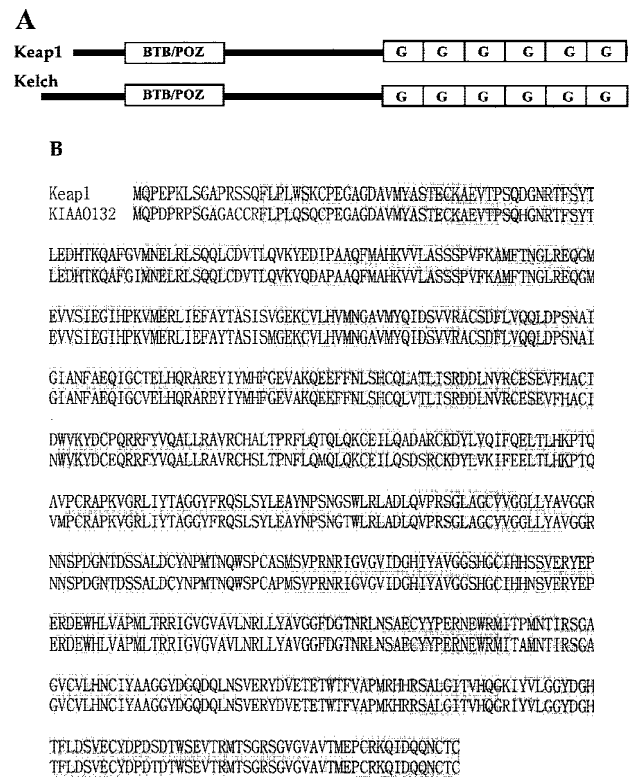 A
Keap1 BTB/POZ G G G G G G
Kelch BTB/POZ G G G G G G
B
Keap1 MQPEPKLSGAPRSSQFLPLWSKCPEGAGDAVMYASTECKAEVTPSQDGNRTFSYT
KIAA0132 MQPDPRPSGAGACCRFLPLQSQCPEGAGDAVMYASTECKAEVTPSQHGNRTFSYT
LEDHTKQAFGVMNELRLSQQLCDVTLQVKYEDIPAAQFMAHKVVLASSSPVFKAMFTNGLREQGM
LEDHTKQAFGIMNELRLSQQLCDVTLQVKYQDAPAAQFMAHKVVLASSSPVFKAMFTNGLREQGM
EVVSIEGIHPKVMERLIEFAYTASISVGEKCVLHVMNGAVMYQIDSVVRACSDFLVQQLDPSNAI
EVVSIEGIHPKVMERLIEFAYTASISMGEKCVLHVMNGAVMYQIDSVVRACSDFLVQQLDPSNAI
GIANFAEQIGCTELHQRAREYIYMHFGEVAKQEEFFNLSHCQLATLISRDDLNVRCESEVFHACI
GIANFAEQIGCVELHQRAREYIYMHFGEVAKQEEFFNLSHCQLVTLISRDDLNVRCESEVFHACI
DWVKYDCPQRRFYVQALLRAVRCHALTPRFLQTQLQKCEILQADARCKDYLVQIFQELTLHKPTQ
NWVKYDCEQRRFYVQALLRAVRCHSLTPNFLQMQLQKCEILQSDSRCKDYLVKIFEELTLHKPTQ
AVPCRAPKVGRLIYTAGGYFRQSLSYLEAYNPSNGSWLRLADLQVPRSGLAGCVVGGLLYAVGGR
VMPCRAPKVGRLIYTAGGYFRQSLSYLEAYNPSNGTWLRLADLQVPRSGLAGCVVGGLLYAVGGR
NNSPDGNTDSSALDCYNPMTNQWSPCASMSVPRNRIGVGVIDGHIYAVGGSHGCIHHSSVERYEP
NNSPDGNTDSSALDCYNPMTNQWSPCAPMSVPRNRIGVGVIDGHIYAVGGSHGCIHHNSVERYEP
ERDEWHLVAPMLTRRIGVGVAVLNRLLYAVGGFDGTNRLNSAECYYPERNEWRMITPMNTIRSGA
ERDEWHLVAPMLTRRIGVGVAVLNRLLYAVGGFDGTNRLNSAECYYPERNEWRMITAMNTIRSGA
GVCVLHNCIYAAGGYDGQDQLNSVERYDVETETWTFVAPMRHHRSALGITVHQGKIYVLGGYDGH
GVCVLHNCIYAAGGYDGQDQLNSVERYDVETETWTFVAPMKHRRSALGITVHQGRIYVLGGYDGH
TFLDSVECYDPDSDTWSEVTRMTSGRSGVGVAVTMEPCRKQIDQQNCTC
TFLDSVECYDPDTDTWSEVTRMTSGRSGVGVAVTMEPCRKQIDQQNCTC